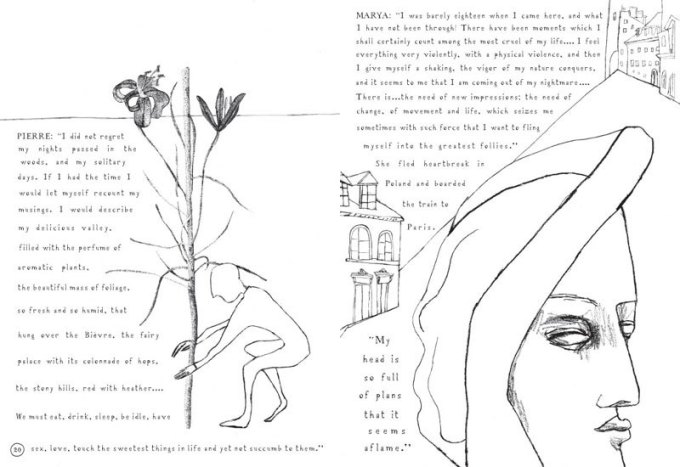 PIERRE: "I did not regret
my nights passed in the
woods, and my solitary
days. If I had the time I
would let myself recount my
musings. I would describe
my delicious valley,
filled with the perfume of
aromatic plants,
the beautiful mass of foliage,
so fresh and so humid, that
hung over the Bièvre, the fairy
palace with its colonnade of hops,
the stony hills, red with heather....
We must eat, drink, sleep, be idle, have
20
sex, love, touch the sweetest things in life and yet not succumb to them."
MARYA: "I was barely eighteen when I came here, and what
I have not been through! There have been moments which I
shall certainly count among the most cruel of my life.... I feel
everything very violently, with a physical violence, and then
I give myself a shaking, the vigor of my nature conquers,
and it seems to me that I am coming out of my nightmare....
There is...the need of new impressions; the need of
change, of movement and life, which seizes me
sometimes with such force that I want to fling
myself into the greatest follies."
She fled heartbreak in
Poland and boarded
the train to
Paris.
"My
head is
so full
of plans
that it
seems
aflame."